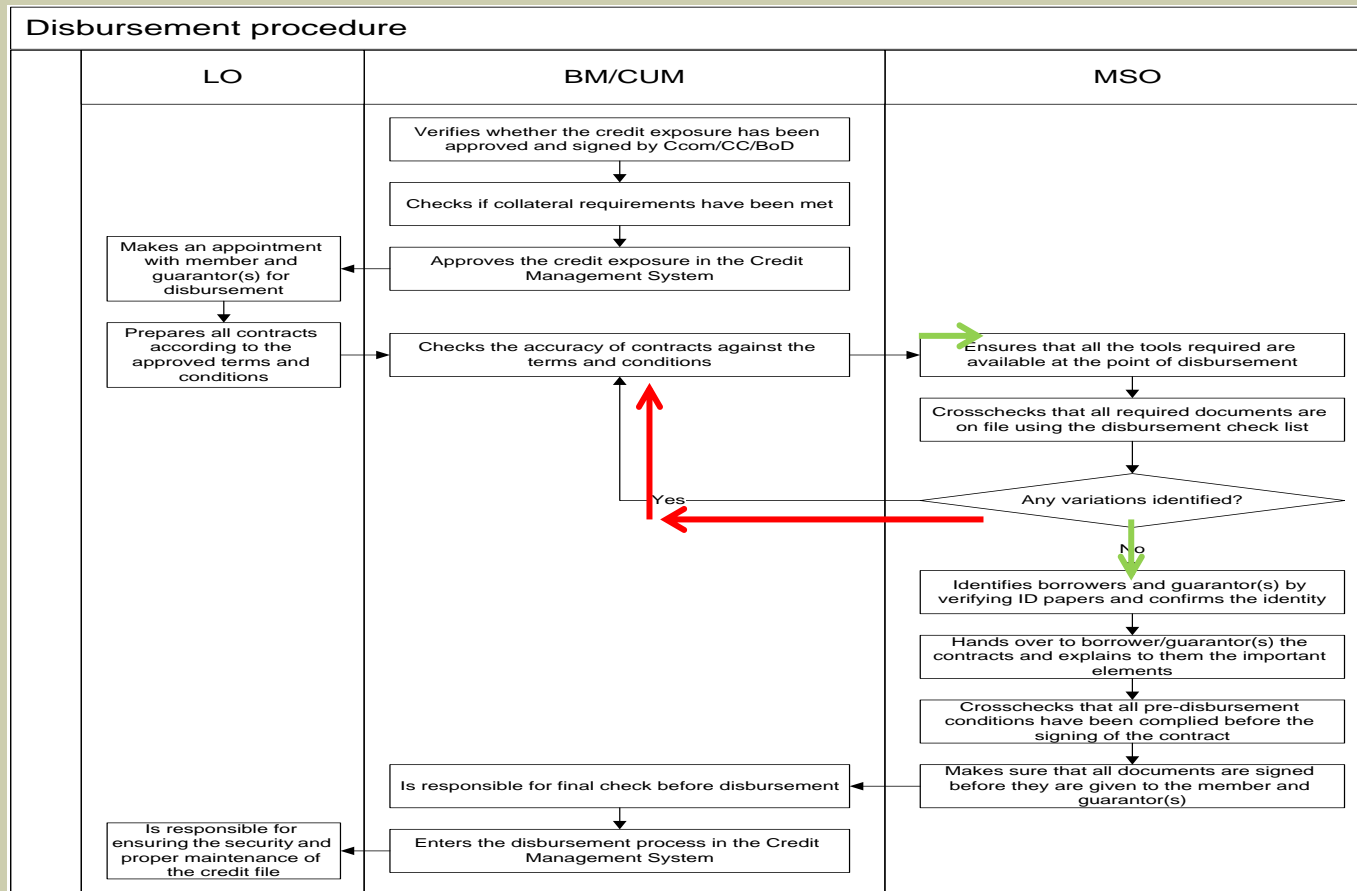 Disbursement procedure
LO
BM/CUM
MSO
Verifies whether the credit exposure has been
approved and signed by Ccom/CC/BoD
Checks if collateral requirements have been met
Approves the credit exposure in the Credit
Management System
Makes an appointment
with member and
guarantor(s) for
disbursement
Prepares all contracts
according to the
approved terms and
conditions
Checks the accuracy of contracts against the
terms and conditions
Ensures that all the tools required are
available at the point of disbursement
Crosschecks that all required documents are
on file using the disbursement check list
Any variations identified?
Yes
No
Identifies borrowers and guarantor(s) by
verifying ID papers and confirms the identity
Hands over to borrower/guarantor(s) the
contracts and explains to them the important
elements
Crosschecks that all pre-disbursement
conditions have been complied before the
signing of the contract
Makes sure that all documents are signed
before they are given to the member and
guarantor(s)
Is responsible for final check before disbursement
Enters the disbursement process in the Credit
Management System
Is responsible for
ensuring the security and
proper maintenance of
the credit file